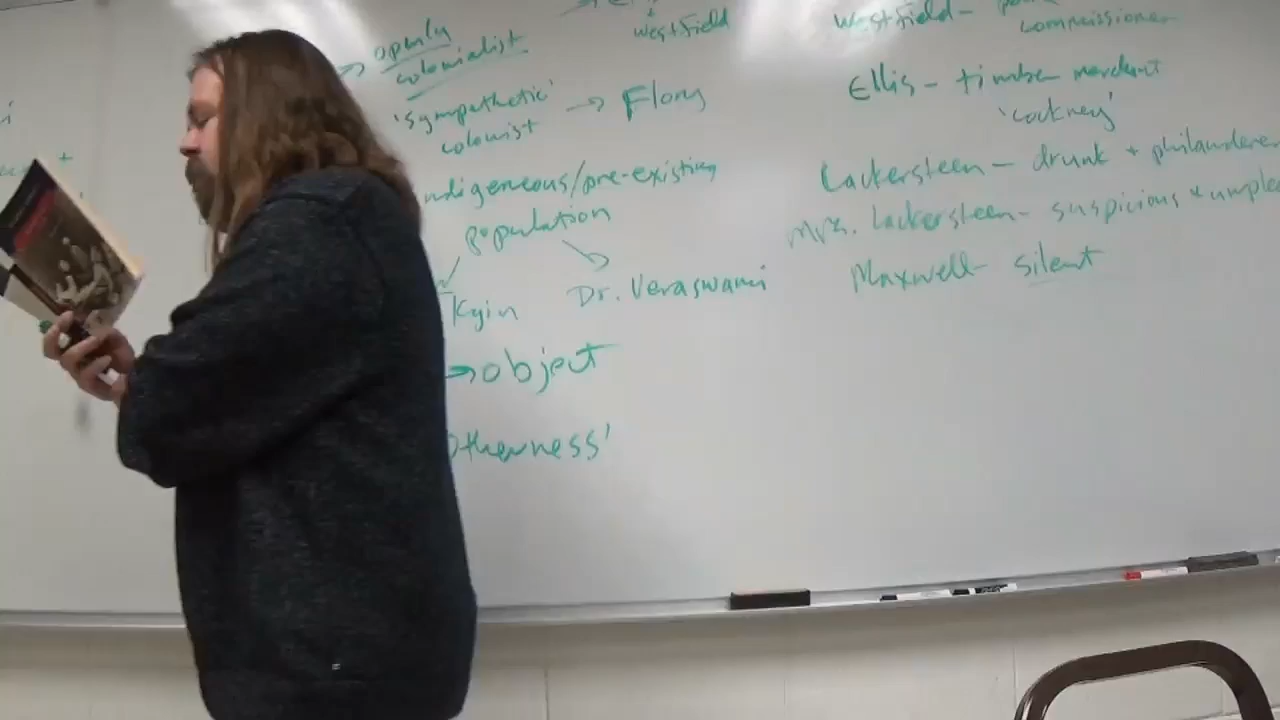 openly
colonialist
'sympathetic'
colonist
→ Flory
indigeneous/pre-existing
population
Kyin
Dr. Veraswami
→ object
otherness'
westfield
Westfield -
commissioner
Ellis - timber merchant
'cockney'
Lackersteen - drunk + philanderer
Mrs. Lackersteen - suspicious +
Maxwell - silent